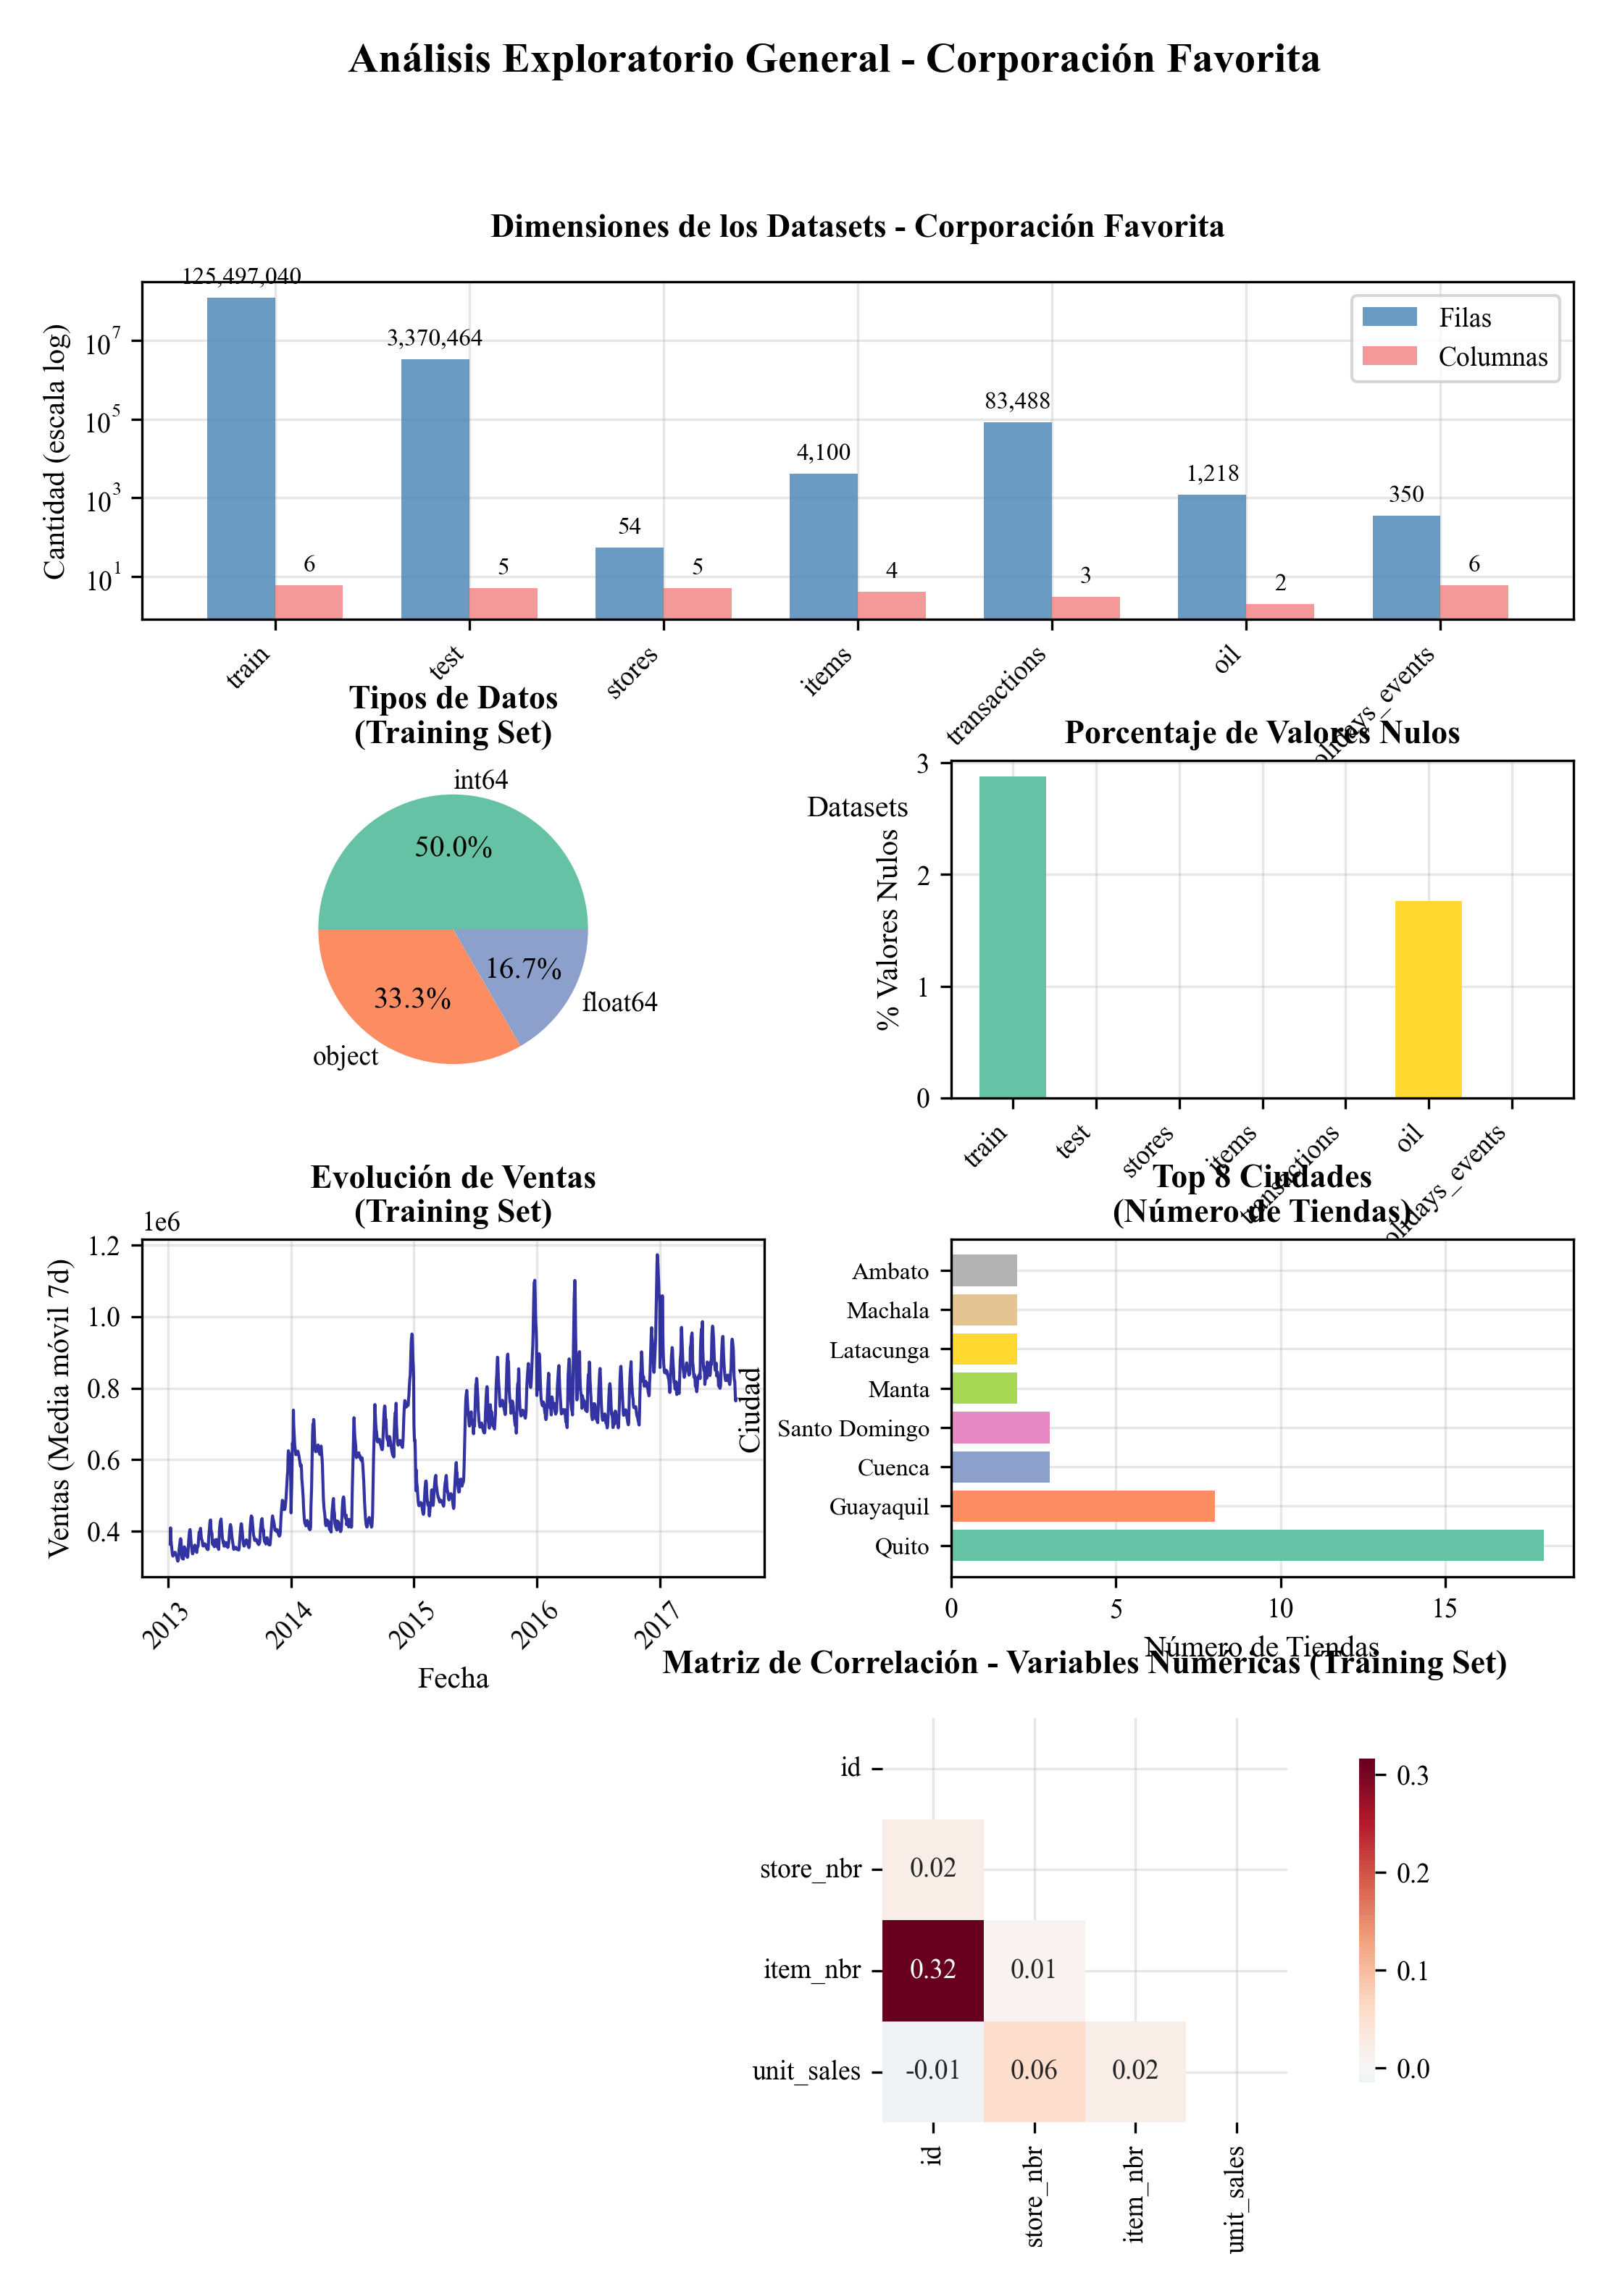 Análisis Exploratorio General - Corporación Favorita
Dimensiones de los Datasets - Corporación Favorita
Cantidad (escala log)
10^7
10^5
10^3
10^1
125,497,040
6
3,370,464
5
54
5
4,100
4
83,488
3
1,218
2
350
6
Filas
Columnas
train
test
stores
items
transactions
oil
olidays_events
Datasets
Tipos de Datos
(Training Set)
int64
50.0%
33.3%
16.7%
object
float64
Porcentaje de Valores Nulos
% Valores Nulos
3
2
1
0
train
test
stores
items
transactions
oil
olidays_events
Evolución de Ventas
(Training Set)
1e6
Ventas (Media móvil 7d)
1.2
1.0
0.8
0.6
0.4
2013
2014
2015
2016
2017
Fecha
Top 8 Ciudades
(Número de Tiendas)
Ciudad
Ambato
Machala
Latacunga
Manta
Santo Domingo
Cuenca
Guayaquil
Quito
0
5
10
15
Número de Tiendas
Matriz de Correlación - Variables Numéricas (Training Set)
id
store_nbr
item_nbr
unit_sales
0.02
0.32
0.01
-0.01
0.06
0.02
id
store_nbr
item_nbr
unit_sales
0.3
0.2
0.1
0.0